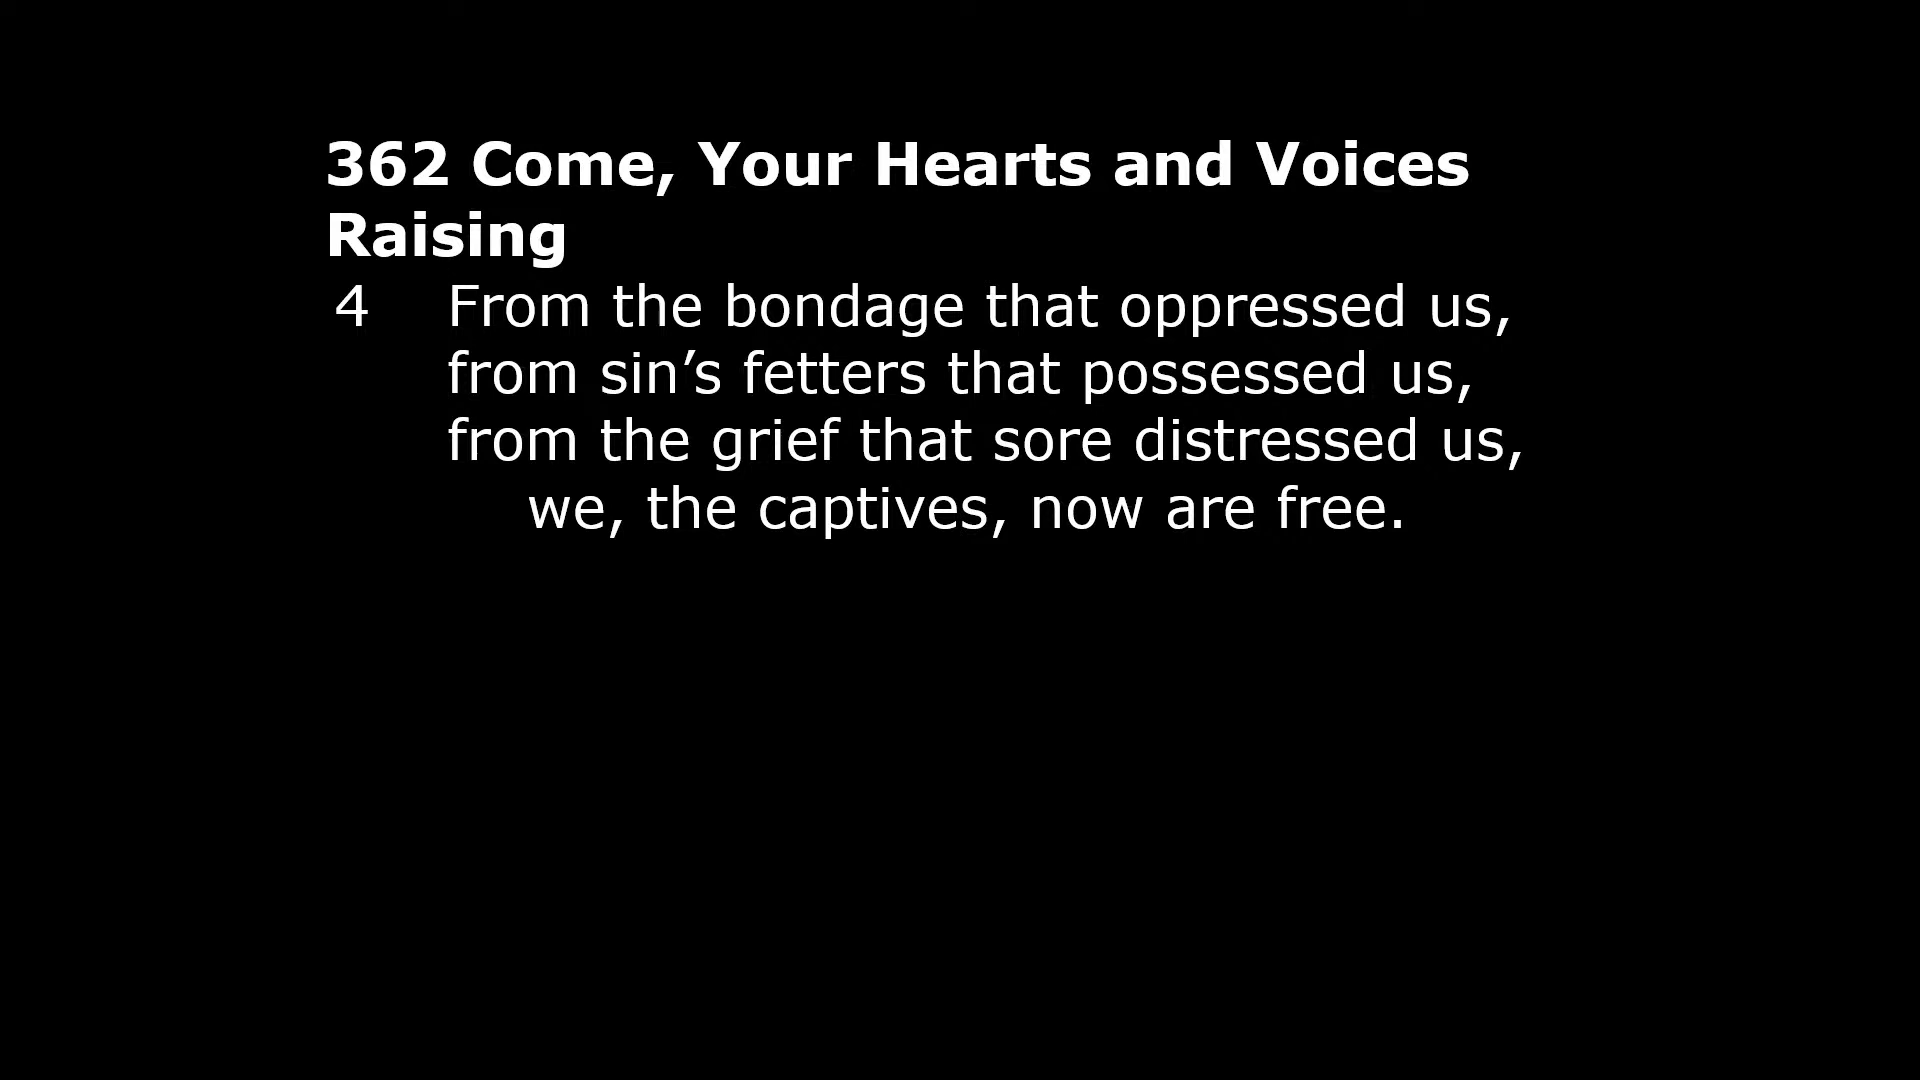 362 Come, Your Hearts and Voices
Raising
4 From the bondage that oppressed us,
from sin’s fetters that possessed us,
from the grief that sore distressed us,
we, the captives, now are free.